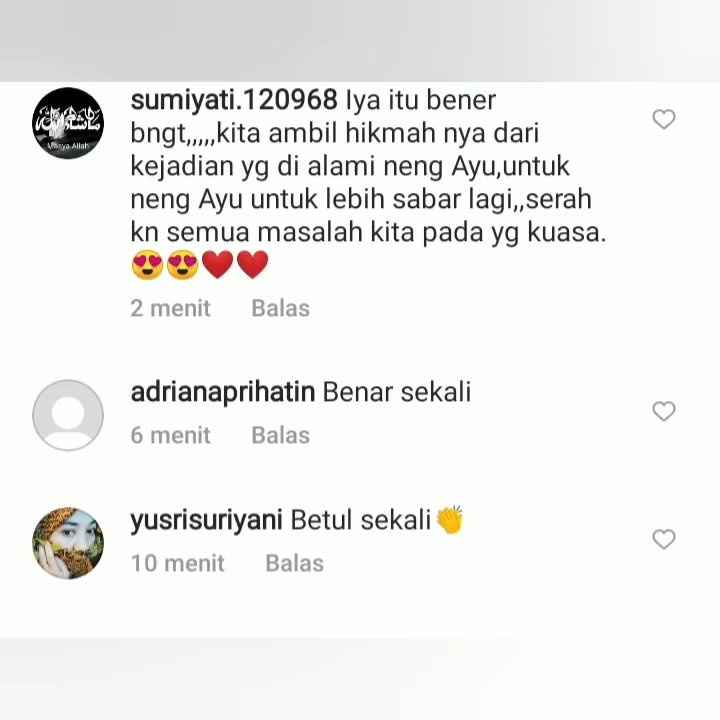 sumiyati.120968 Iya itu bener
bngt,,,,,kita ambil hikmah nya dari
kejadian yg di alami neng Ayu,untuk
neng Ayu untuk lebih sabar lagi,,serah
kn semua masalah kita pada yg kuasa.
😍😍❤️❤️
2 menit Balas
adrianaprihatin Benar sekali
6 menit Balas
yusrisuriyani Betul sekali👏
10 menit Balas
Masya Allah